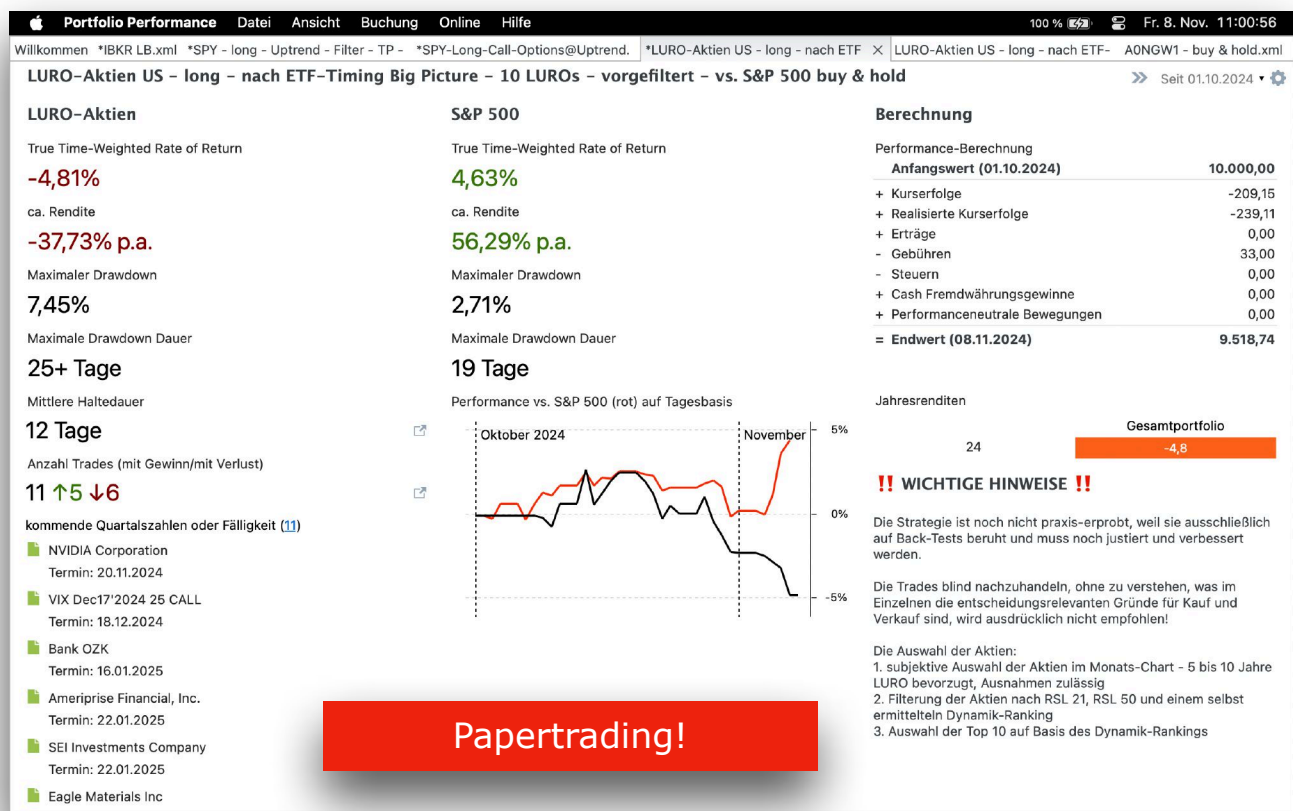 Portfolio Performance Datei Ansicht Buchung Online Hilfe 100 % Fr. 8. Nov. 11:00:56
Willkommen *IBKR LB.xml *SPY - long - Uptrend - Filter - TP - *SPY-Long-Call-Options@Uptrend. *LURO-Aktien US - long - nach ETF LURO-Aktien US - long - nach ETF- A0NGW1 - buy & hold.xml
LURO-Aktien US - long - nach ETF-Timing Big Picture - 10 LUROs - vorgefiltert - vs. S&P 500 buy & hold
Seit 01.10.2024
LURO-Aktien
True Time-Weighted Rate of Return
-4,81%
ca. Rendite
-37,73% p.a.
Maximaler Drawdown
7,45%
Maximale Drawdown Dauer
25+ Tage
Mittlere Haltedauer
12 Tage
Anzahl Trades (mit Gewinn/mit Verlust)
11 ↑5 ↓6
kommende Quartalszahlen oder Fälligkeit (11)
NVIDIA Corporation
Termin: 20.11.2024
VIX Dec17'2024 25 CALL
Termin: 18.12.2024
Bank OZK
Termin: 16.01.2025
Ameriprise Financial, Inc.
Termin: 22.01.2025
SEI Investments Company
Termin: 22.01.2025
Eagle Materials Inc
S&P 500
True Time-Weighted Rate of Return
4,63%
ca. Rendite
56,29% p.a.
Maximaler Drawdown
2,71%
Maximale Drawdown Dauer
19 Tage
Performance vs. S&P 500 (rot) auf Tagesbasis
Oktober 2024
November
5%
0%
-5%
Papertrading!
Berechnung
Performance-Berechnung
Anfangswert (01.10.2024) 10.000,00
+ Kurserfolge -209,15
+ Realisierte Kurserfolge -239,11
+ Erträge 0,00
- Gebühren 33,00
- Steuern 0,00
+ Cash Fremdwährungsgewinne 0,00
+ Performanceneutrale Bewegungen 0,00
= Endwert (08.11.2024) 9.518,74
Jahresrenditen
Gesamtportfolio
24 -4,8
‼ WICHTIGE HINWEISE ‼
Die Strategie ist noch nicht praxis-erprobt, weil sie ausschließlich
auf Back-Tests beruht und muss noch justiert und verbessert
werden.
Die Trades blind nachzuhandeln, ohne zu verstehen, was im
Einzelnen die entscheidungsrelevanten Gründe für Kauf und
Verkauf sind, wird ausdrücklich nicht empfohlen!
Die Auswahl der Aktien:
1. subjektive Auswahl der Aktien im Monats-Chart - 5 bis 10 Jahre
LURO bevorzugt, Ausnahmen zulässig
2. Filterung der Aktien nach RSL 21, RSL 50 und einem selbst
ermittelteln Dynamik-Ranking
3. Auswahl der Top 10 auf Basis des Dynamik-Rankings